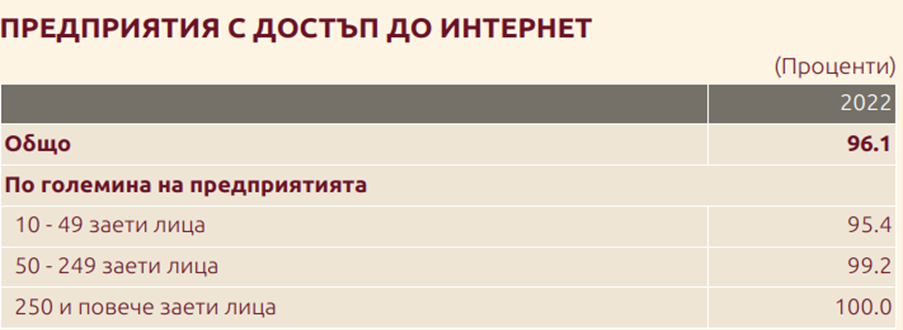 ПРЕДПРИЯТИЯ С ДОСТЪП ДО ИНТЕРНЕТ
(Проценти)
2022
Общо 96.1
По големина на предприятията
10 - 49 заети лица 95.4
50 - 249 заети лица 99.2
250 и повече заети лица 100.0